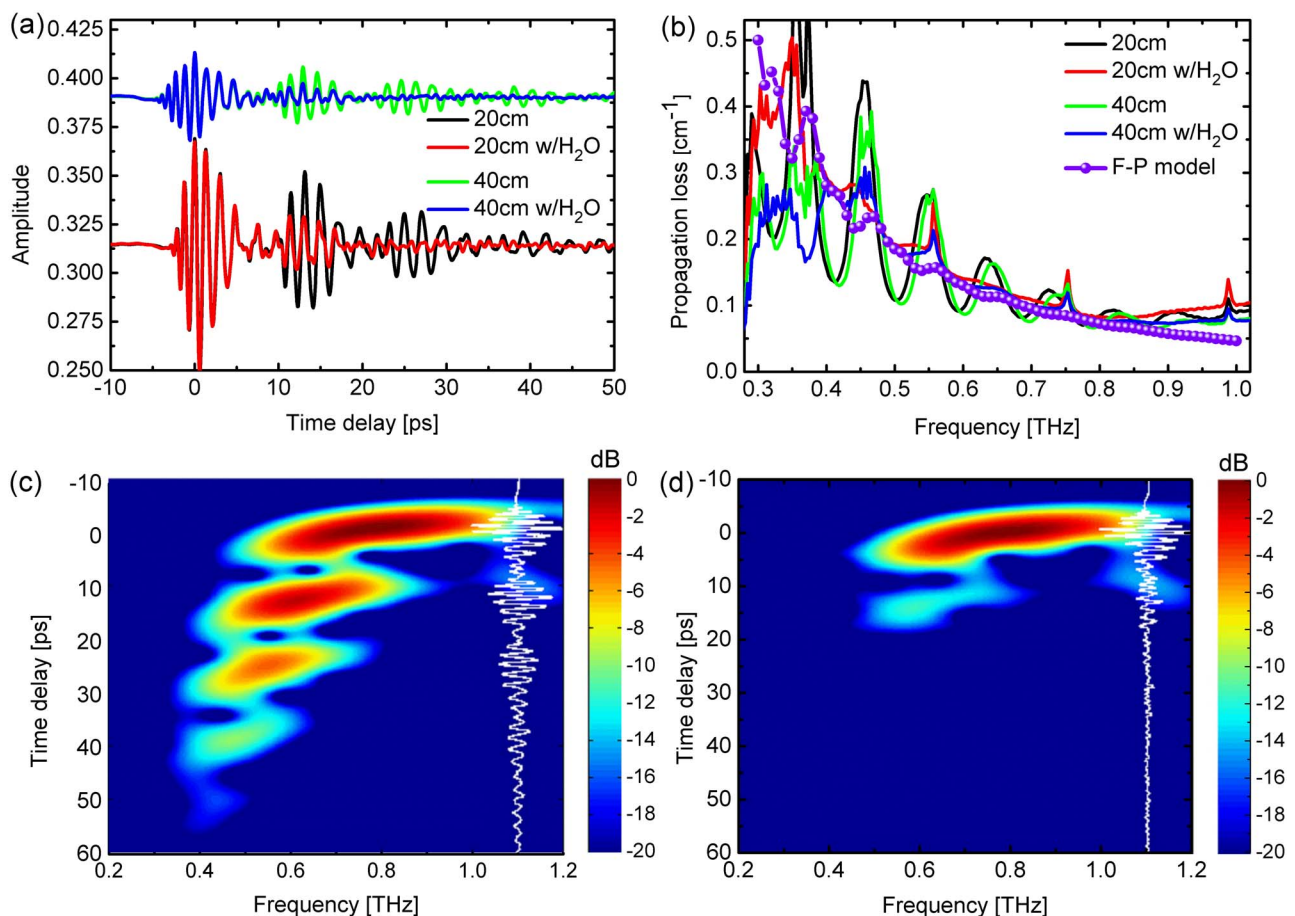 (a)
0.425
0.400
0.375
0.350
0.325
0.300
0.275
0.250
Amplitude
-10 0 10 20 30 40 50
Time delay [ps]
20cm
20cm w/H₂O
40cm
40cm w/H₂O
(b)
0.5
0.4
0.3
0.2
0.1
0.0
Propagation loss [cm⁻¹]
0.3 0.4 0.5 0.6 0.7 0.8 0.9 1.0
Frequency [THz]
20cm
20cm w/H₂O
40cm
40cm w/H₂O
F-P model
(c)
-10
0
10
20
30
40
50
60
Time delay [ps]
0.2 0.4 0.6 0.8 1.0 1.2
Frequency [THz]
dB
0
-2
-4
-6
-8
-10
-12
-14
-16
-18
-20
(d)
-10
0
10
20
30
40
50
60
Time delay [ps]
0.2 0.4 0.6 0.8 1.0 1.2
Frequency [THz]
dB
0
-2
-4
-6
-8
-10
-12
-14
-16
-18
-20